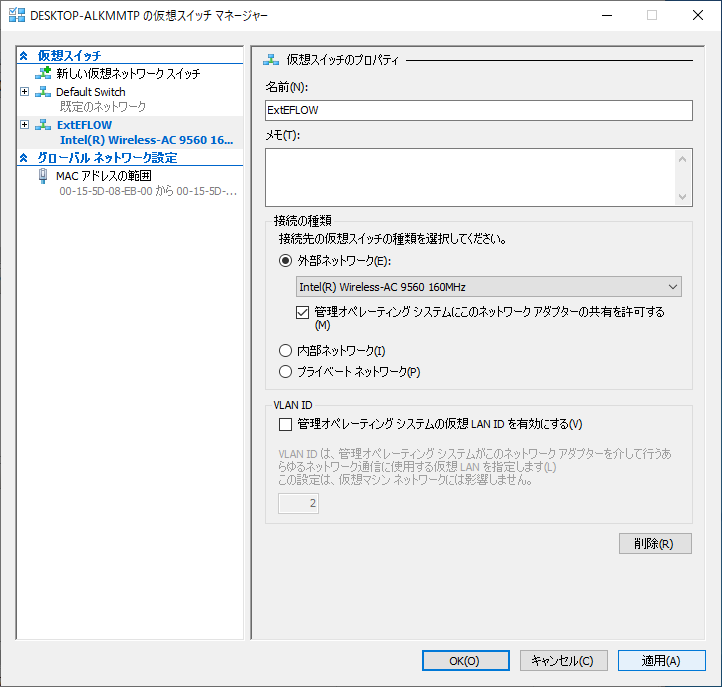 DESKTOP-ALKMMTP の仮想スイッチ マネージャー
仮想スイッチ
新しい仮想ネットワーク スイッチ
Default Switch
既定のネットワーク
ExtEFLOW
Intel(R) Wireless-AC 9560 16...
グローバル ネットワーク設定
MAC アドレスの範囲
00-15-5D-08-EB-00 から 00-15-5D-...
仮想スイッチのプロパティ
名前(N):
ExtEFLOW
メモ(T):
接続の種類
接続先の仮想スイッチの種類を選択してください。
外部ネットワーク(E):
Intel(R) Wireless-AC 9560 160MHz
管理オペレーティング システムにこのネットワーク アダプターの共有を許可する
(M)
内部ネットワーク(I)
プライベート ネットワーク(P)
VLAN ID
管理オペレーティング システムの仮想 LAN ID を有効にする(V)
VLAN ID は、管理オペレーティング システムがこのネットワーク アダプターを介して行うあ
らゆるネットワーク通信に使用する仮想 LAN を指定します(L)
この設定は、仮想マシン ネットワークには影響しません。
2
削除(R)
OK(O)
キャンセル(C)
適用(A)